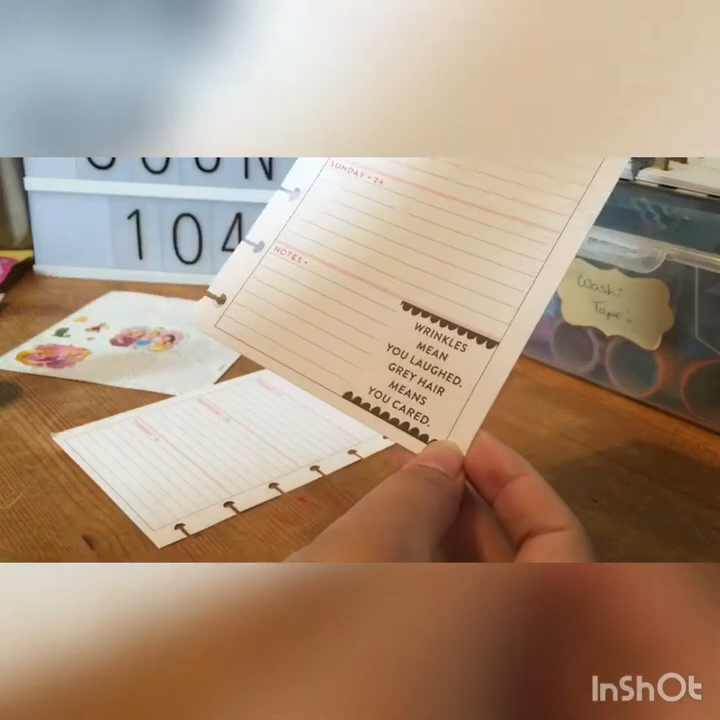 104
SUNDAY • 24
NOTES •
WRINKLES
MEAN
YOU LAUGHED.
GREY HAIR
MEANS
YOU CARED.
Washi
Tape!
InShOt